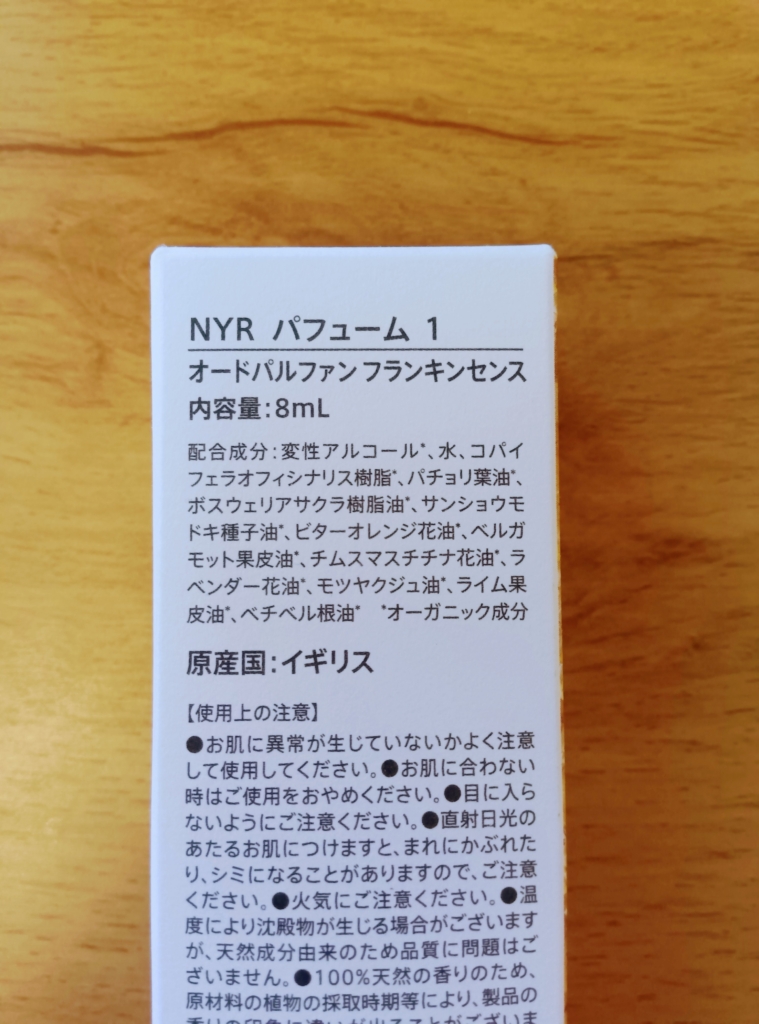 NYR パフューム 1
オードパルファン フランキンセンス
内容量:8mL
配合成分:変性アルコール*、水、コパイ
フェラオフィシナリス樹脂*、パチョリ葉油*、
ボスウェリアサクラ樹脂油*、サンショウモ
ドキ種子油*、ビターオレンジ花油*、ベルガ
モット果皮油*、チムスマスチチナ花油*、ラ
ベンダー花油*、モツヤクジュ油*、ライム果
皮油*、ベチベル根油* *オーガニック成分
原産国:イギリス
【使用上の注意】
●お肌に異常が生じていないかよく注意
して使用してください。●お肌に合わない
時はご使用をおやめください。●目に入ら
ないようにご注意ください。●直射日光の
あたるお肌につけますと、まれにかぶれた
り、シミになることがありますので、ご注意
ください。●火気にご注意ください。●温
度により沈殿物が生じる場合がございます
が、天然成分由来のため品質に問題はご
ざいません。●100%天然の香りのため、
原材料の植物の採取時期等により、製品の